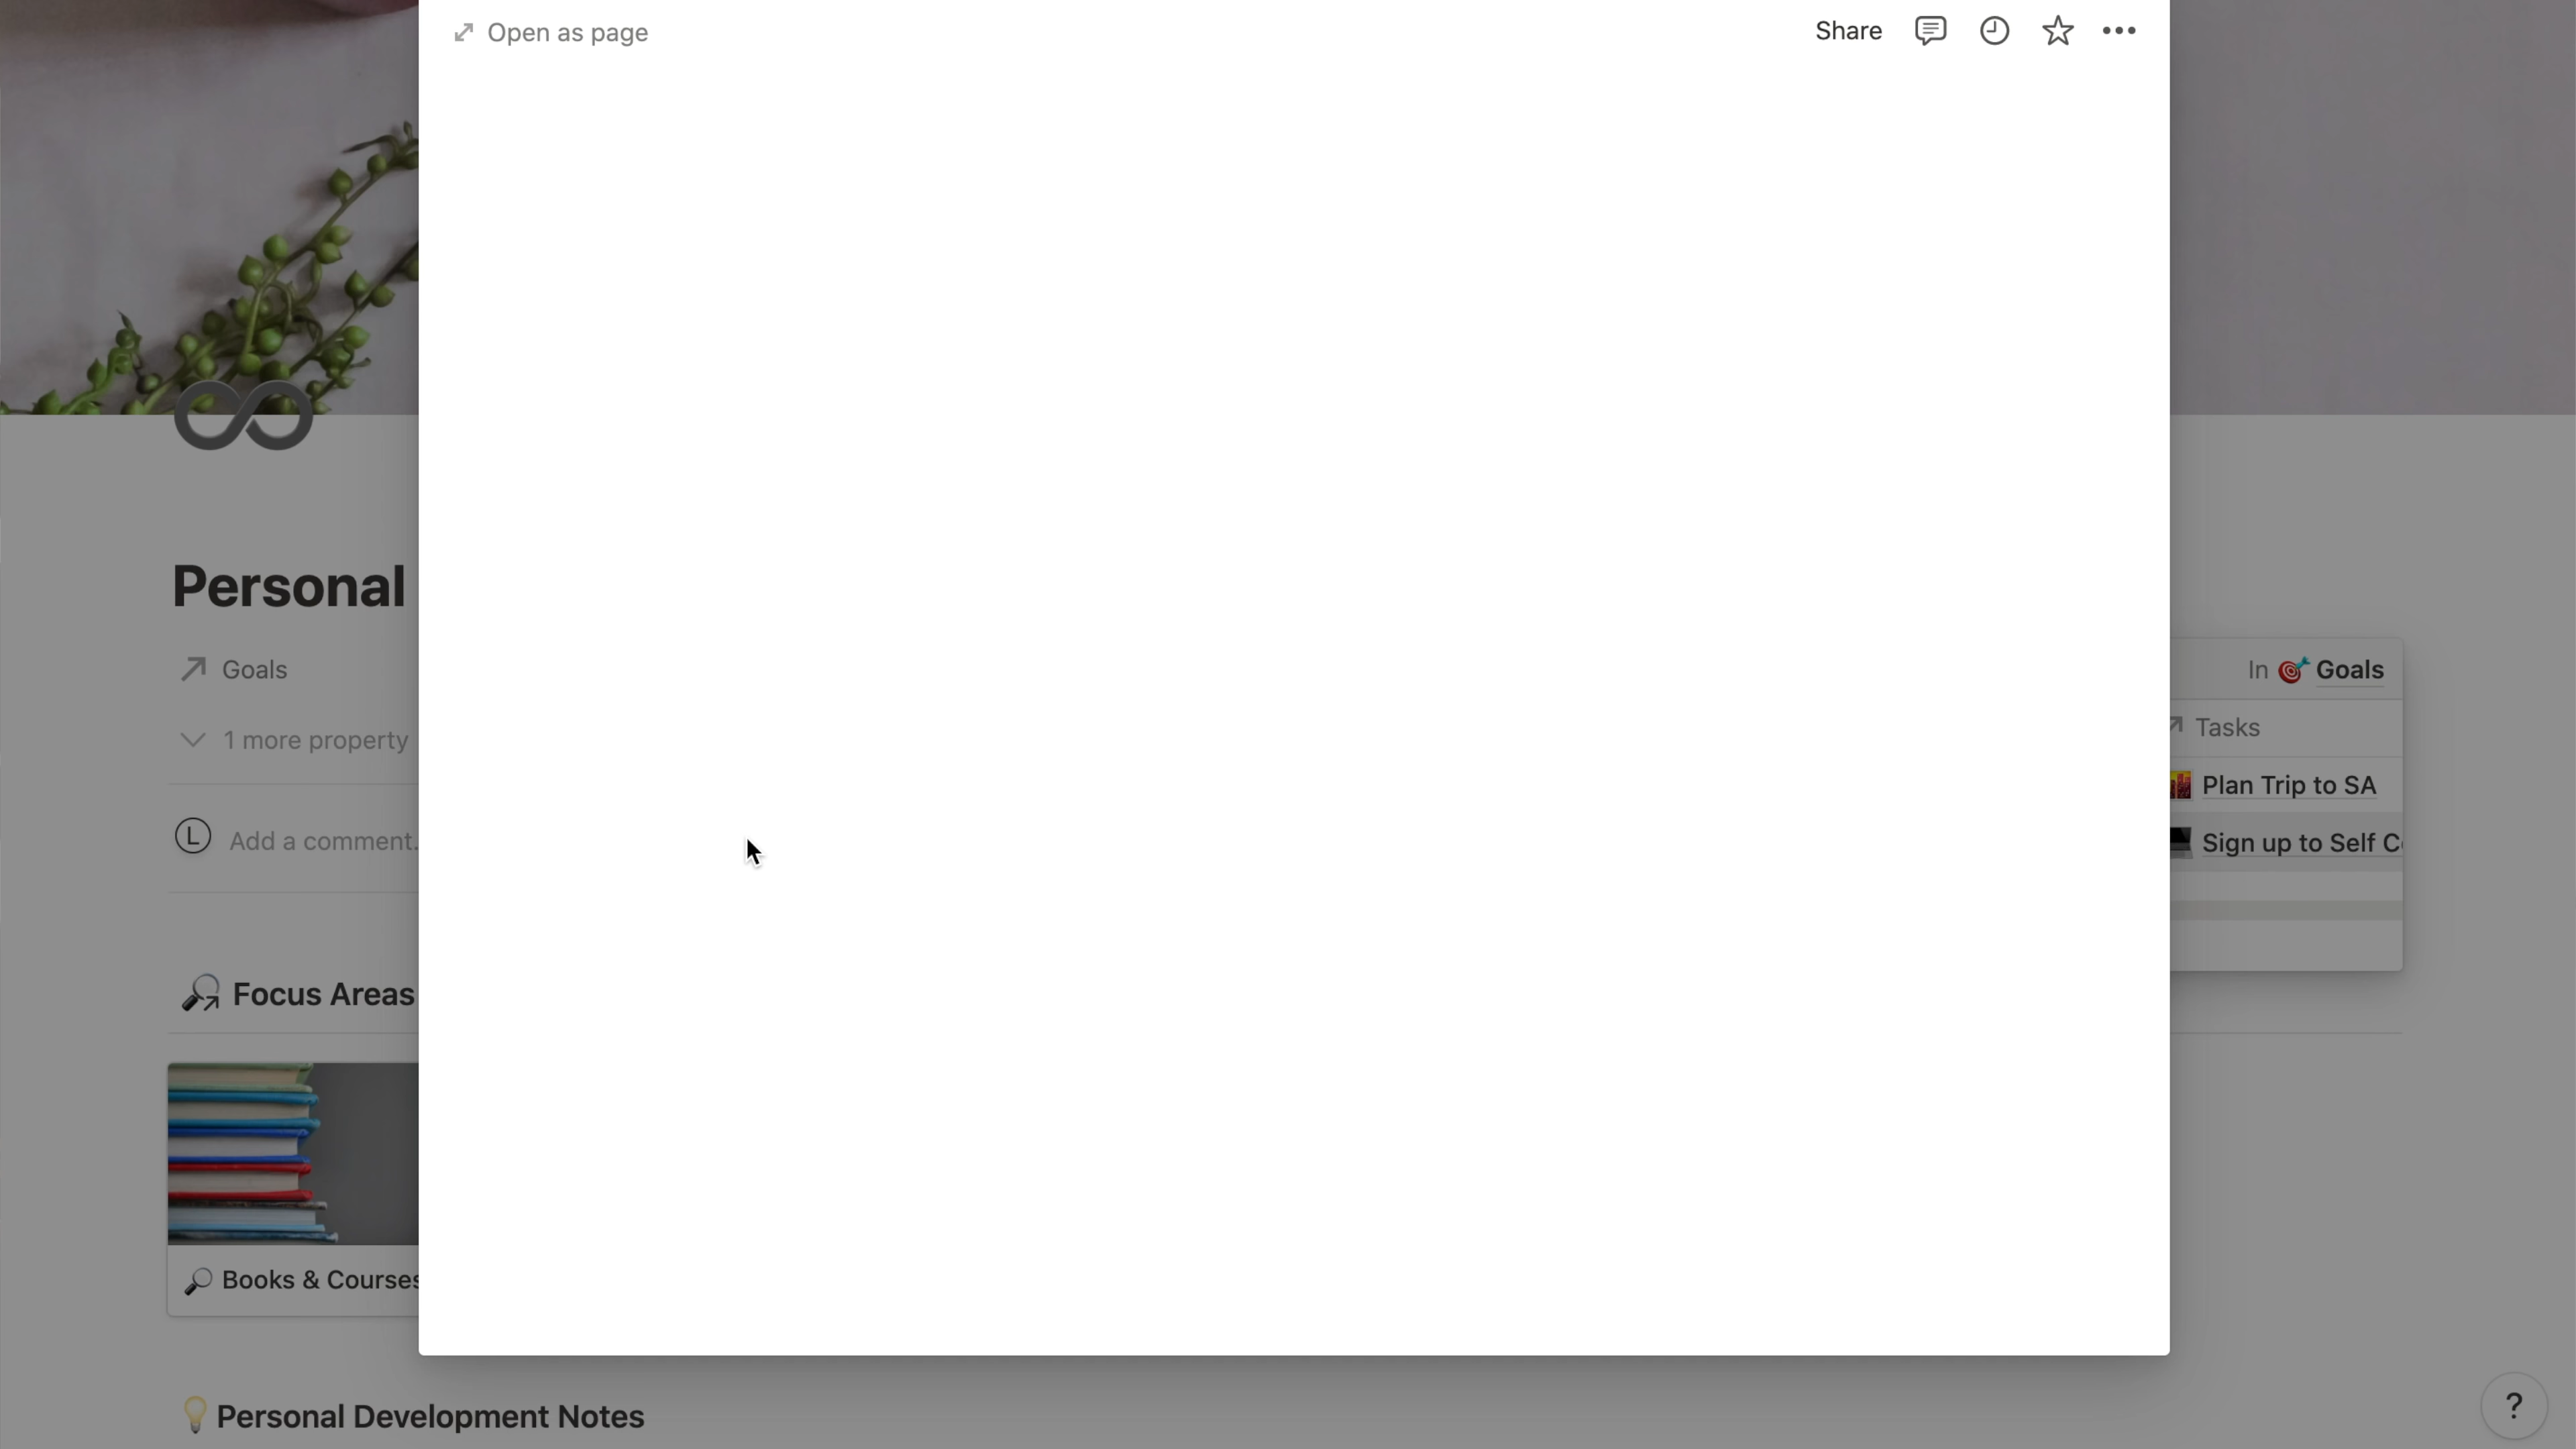 Open as page
Share
Personal
Goals
1 more property
L
Add a comment.
Focus Areas
Books & Courses
Personal Development Notes
In Goals
Tasks
Plan Trip to SA
Sign up to Self C
?